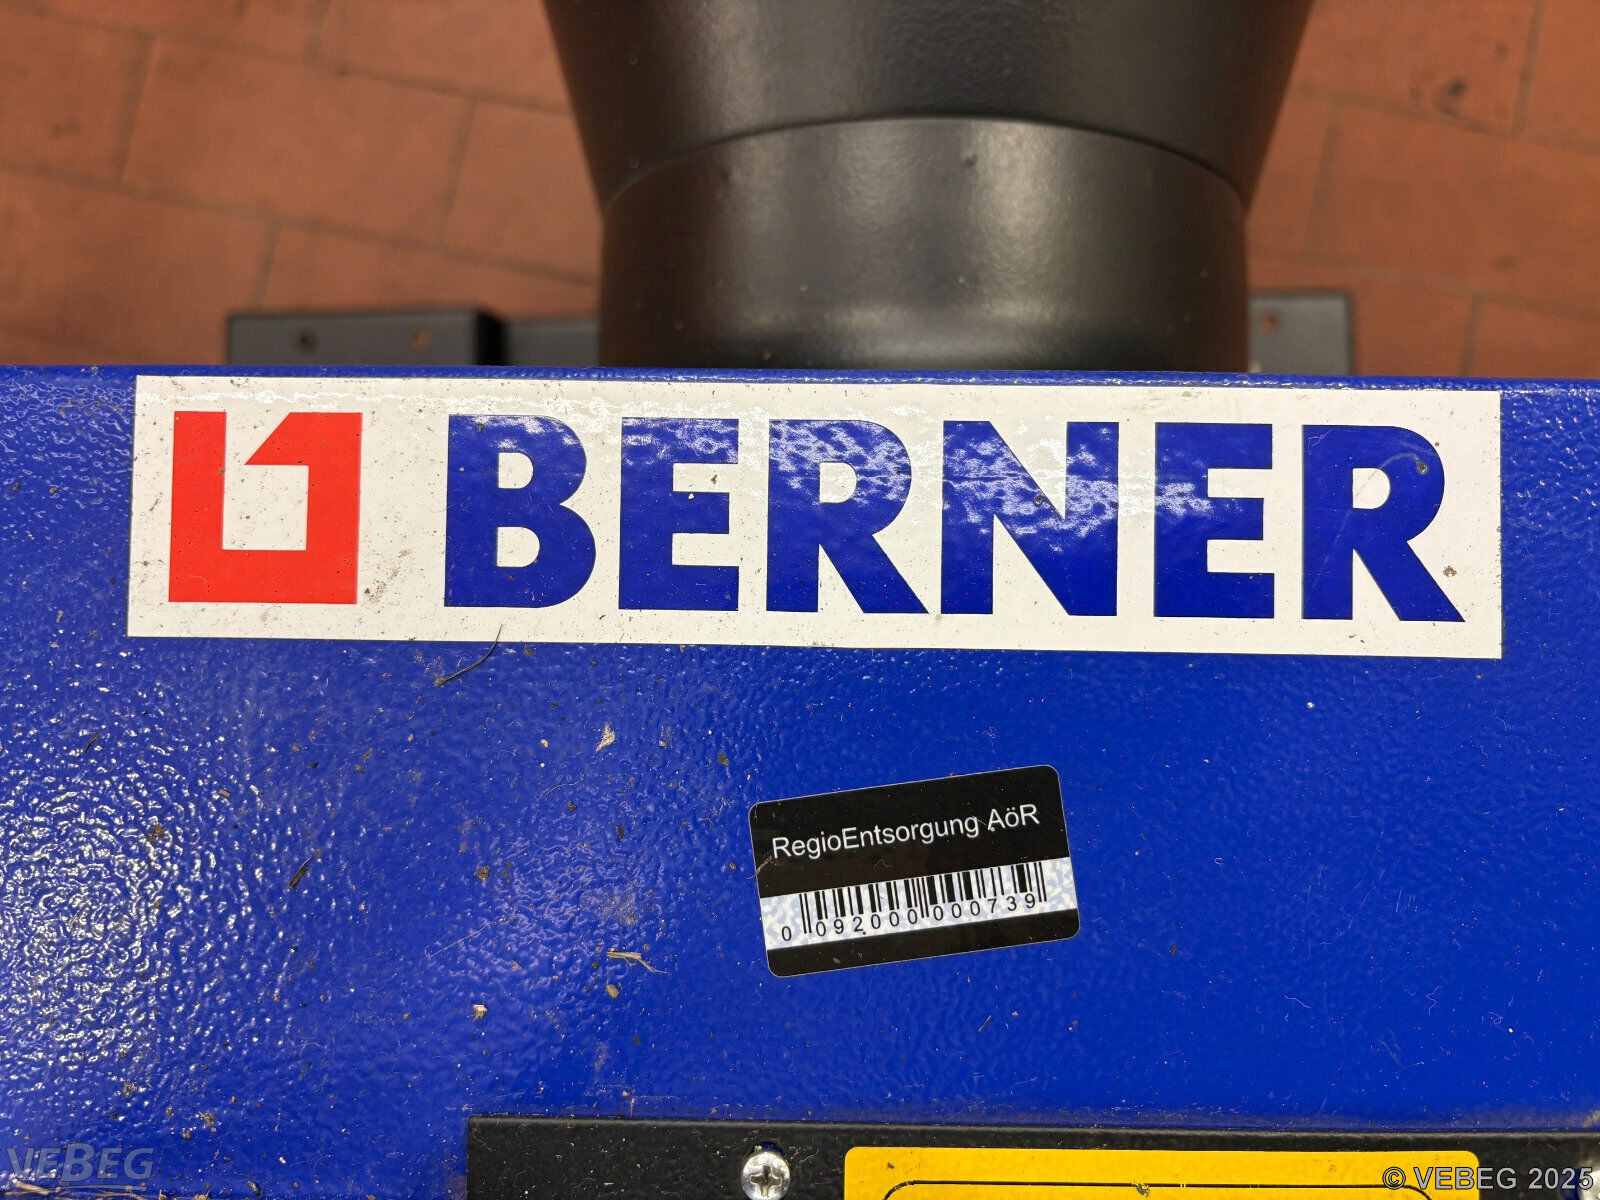 BERNER
RegioEntsorgung AöR
0 092000 000739
VEBEG
© VEBEG 2025